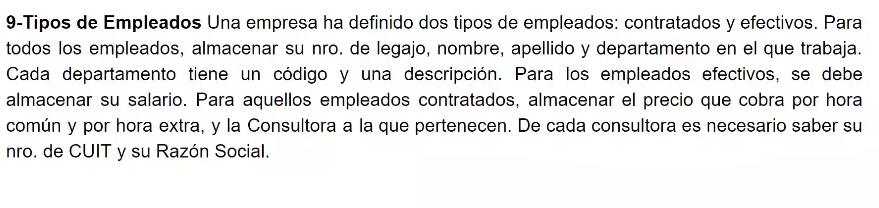 9-Tipos de Empleados Una empresa ha definido dos tipos de empleados: contratados y efectivos. Para
todos los empleados, almacenar su nro. de legajo, nombre, apellido y departamento en el que trabaja.
Cada departamento tiene un código y una descripción. Para los empleados efectivos, se debe
almacenar su salario. Para aquellos empleados contratados, almacenar el precio que cobra por hora
común y por hora extra, y la Consultora a la que pertenecen. De cada consultora es necesario saber su
nro. de CUIT y su Razón Social.